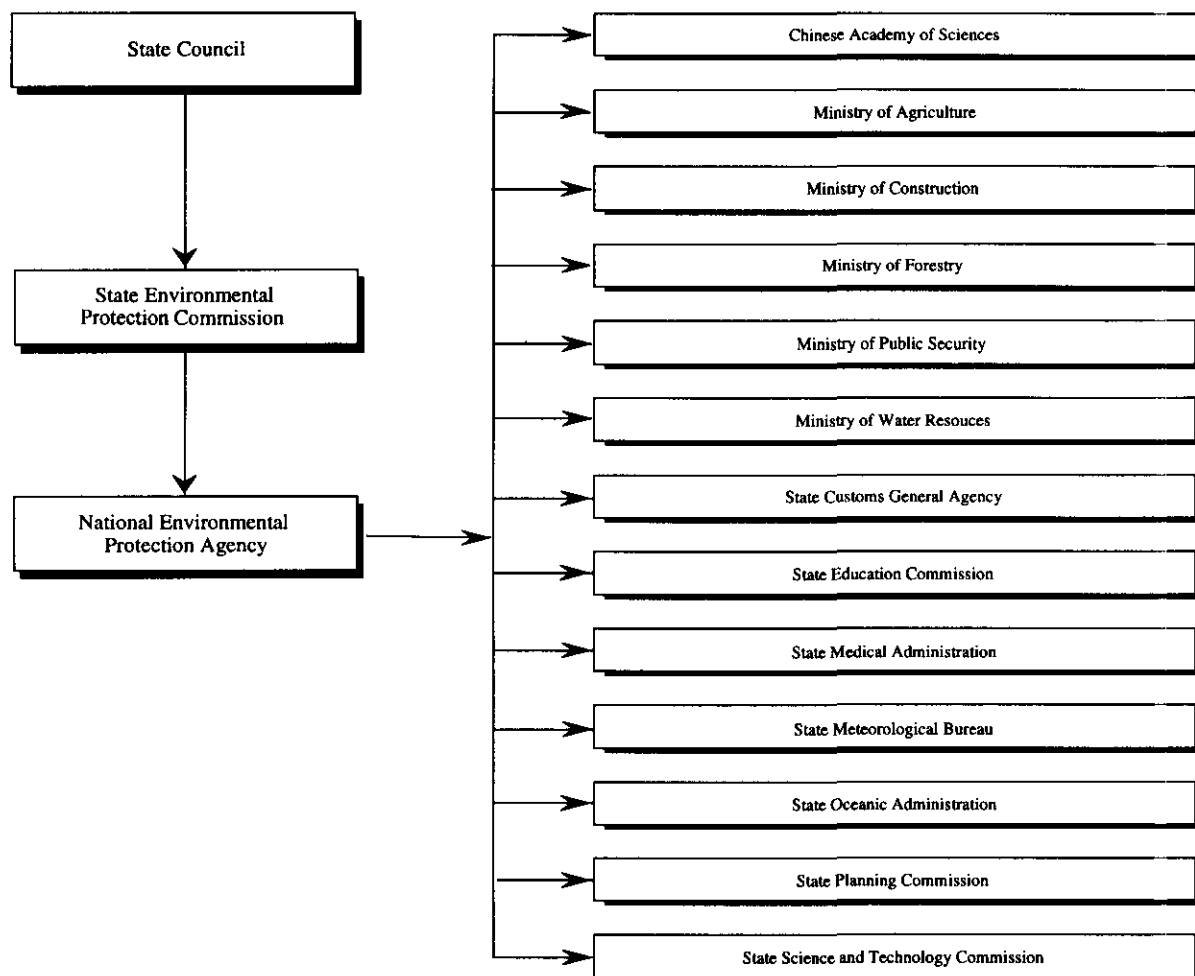 State Council
State Environmental
Protection Commission
National Environmental
Protection Agency
Chinese Academy of Sciences
Ministry of Agriculture
Ministry of Construction
Ministry of Forestry
Ministry of Public Security
Ministry of Water Resouces
State Customs General Agency
State Education Commission
State Medical Administration
State Meteorological Bureau
State Oceanic Administration
State Planning Commission
State Science and Technology Commission